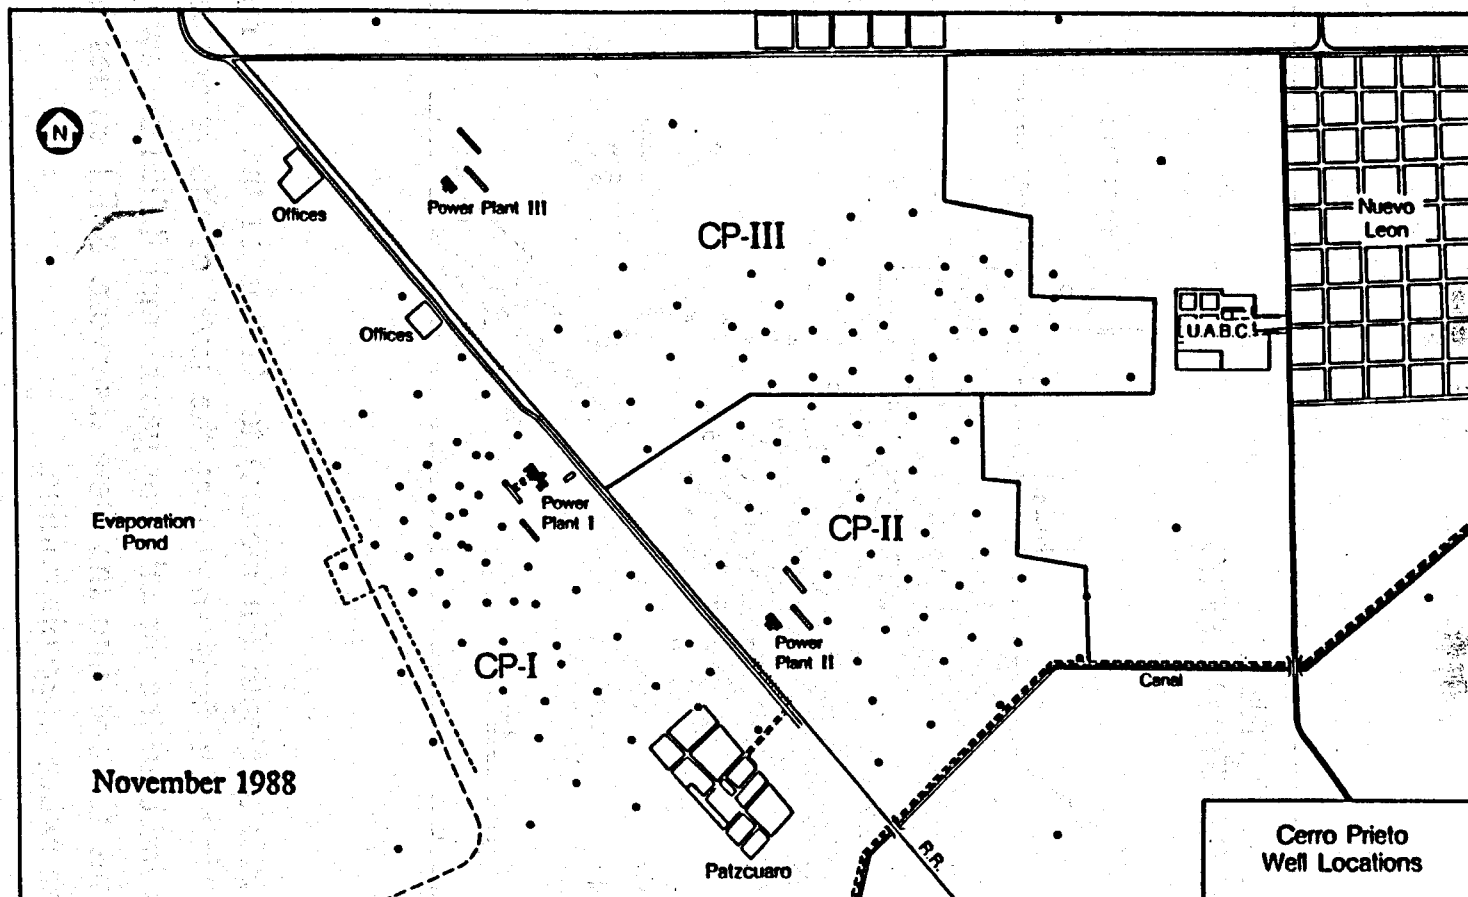 N
Offices
Power Plant III
CP-III
Nuevo
Leon
Offices
U.A.B.C.
Power
Plant I
Evaporation
Pond
CP-II
Power
Plant II
CP-I
Canal
November 1988
R.R.
Patzcuaro
Cerro Prieto
Well Locations